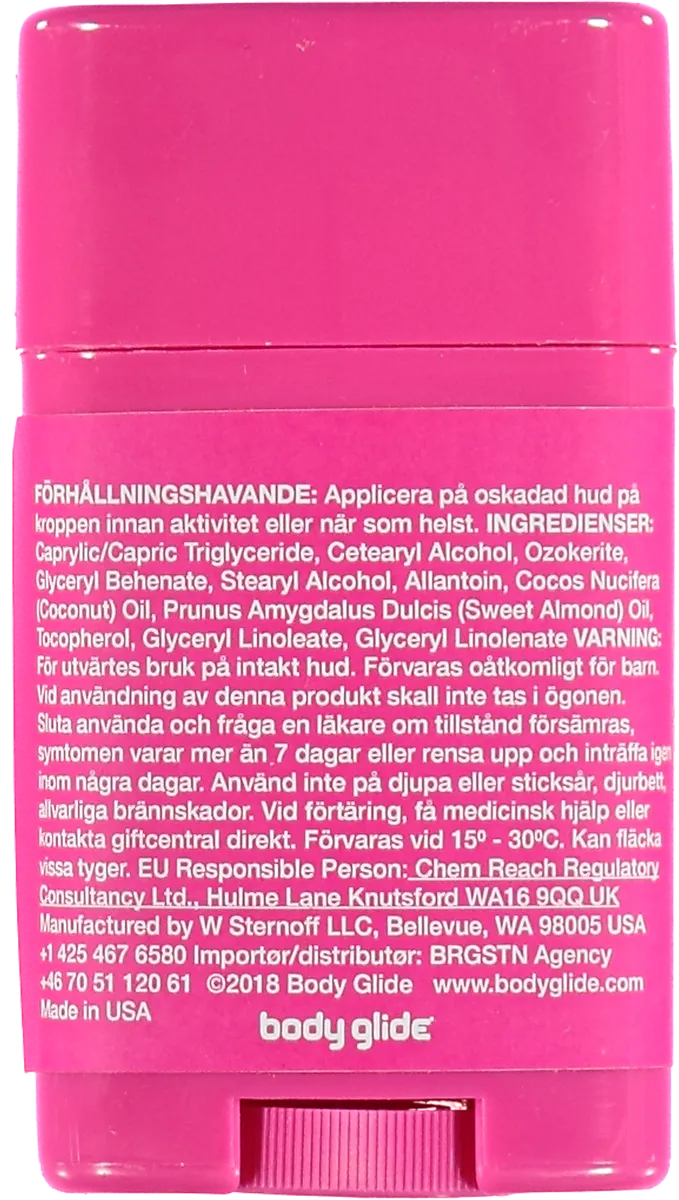 FÖRHÅLLNINGSHAVANDE: Applicera på oskadad hud på
kroppen innan aktivitet eller när som helst. INGREDIENSER:
Caprylic/Capric Triglyceride, Cetearyl Alcohol, Ozokerite,
Glyceryl Behenate, Stearyl Alcohol, Allantoin, Cocos Nucifera
(Coconut) Oil, Prunus Amygdalus Dulcis (Sweet Almond) Oil,
Tocopherol, Glyceryl Linoleate, Glyceryl Linolenate VARNING:
För utvärtes bruk på intakt hud. Förvaras oåtkomligt för barn.
Vid användning av denna produkt skall inte tas i ögonen.
Sluta använda och fråga en läkare om tillstånd försämras,
symtomen varar mer än 7 dagar eller rensa upp och inträffa igen
inom några dagar. Använd inte på djupa eller sticksår, djurbett,
allvarliga brännskador. Vid förtäring, få medicinsk hjälp eller
kontakta giftcentral direkt. Förvaras vid 15º - 30ºC. Kan fläcka
vissa tyger. EU Responsible Person: Chem Reach Regulatory
Consultancy Ltd., Hulme Lane Knutsford WA16 9QQ UK
Manufactured by W Sternoff LLC, Bellevue, WA 98005 USA
+1 425 467 6580 Importør/distributør: BRGSTN Agency
+46 70 51 120 61 ©2018 Body Glide www.bodyglide.com
Made in USA
body glide®